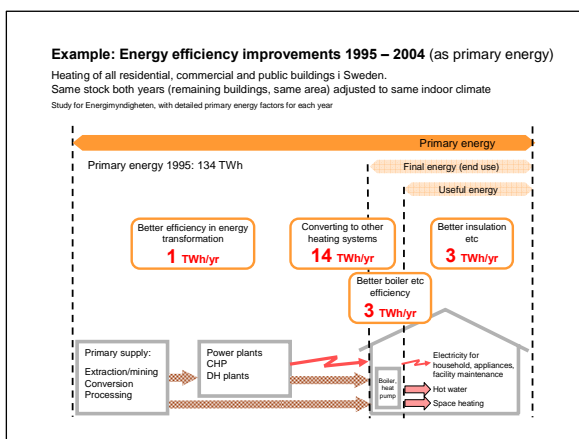 Example: Energy efficiency improvements 1995 – 2004 (as primary energy)
Heating of all residential, commercial and public buildings i Sweden.
Same stock both years (remaining buildings, same area) adjusted to same indoor climate
Study for Energimyndigheten, with detailed primary energy factors for each year
Primary energy
Primary energy 1995: 134 TWh
Final energy (end use)
Useful energy
Better efficiency in energy
transformation
1 TWh/yr
Converting to other
heating systems
14 TWh/yr
Better insulation
etc
3 TWh/yr
Better boiler etc
efficiency
3 TWh/yr
Primary supply:
Extraction/mining
Conversion
Processing
Power plants
CHP
DH plants
Boiler,
heat
pump
Electricity for
household, appliances,
facility maintenance
Hot water
Space heating